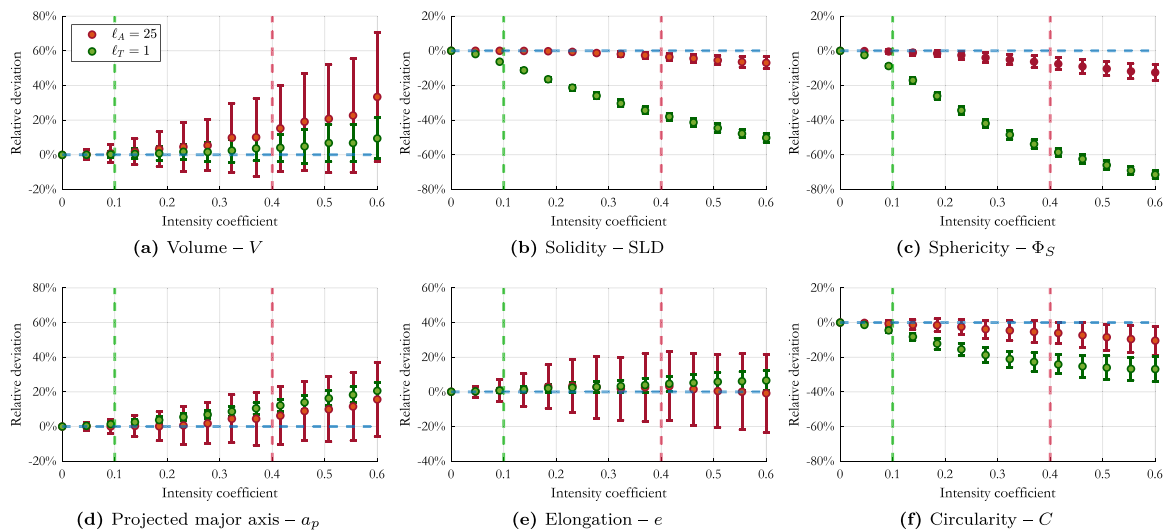 80%
60%
40%
20%
0%
-20%
Relative deviation
ℓ_A = 25
ℓ_T = 1
0 0.1 0.2 0.3 0.4 0.5 0.6
Intensity coefficient
(a) Volume – V
20%
0%
-20%
-40%
-60%
-80%
Relative deviation
0 0.1 0.2 0.3 0.4 0.5 0.6
Intensity coefficient
(b) Solidity – SLD
20%
0%
-20%
-40%
-60%
-80%
Relative deviation
0 0.1 0.2 0.3 0.4 0.5 0.6
Intensity coefficient
(c) Sphericity – Φ_S
80%
60%
40%
20%
0%
-20%
Relative deviation
0 0.1 0.2 0.3 0.4 0.5 0.6
Intensity coefficient
(d) Projected major axis – a_p
60%
40%
20%
0%
-20%
-40%
Relative deviation
0 0.1 0.2 0.3 0.4 0.5 0.6
Intensity coefficient
(e) Elongation – e
20%
0%
-20%
-40%
-60%
-80%
Relative deviation
0 0.1 0.2 0.3 0.4 0.5 0.6
Intensity coefficient
(f) Circularity – C